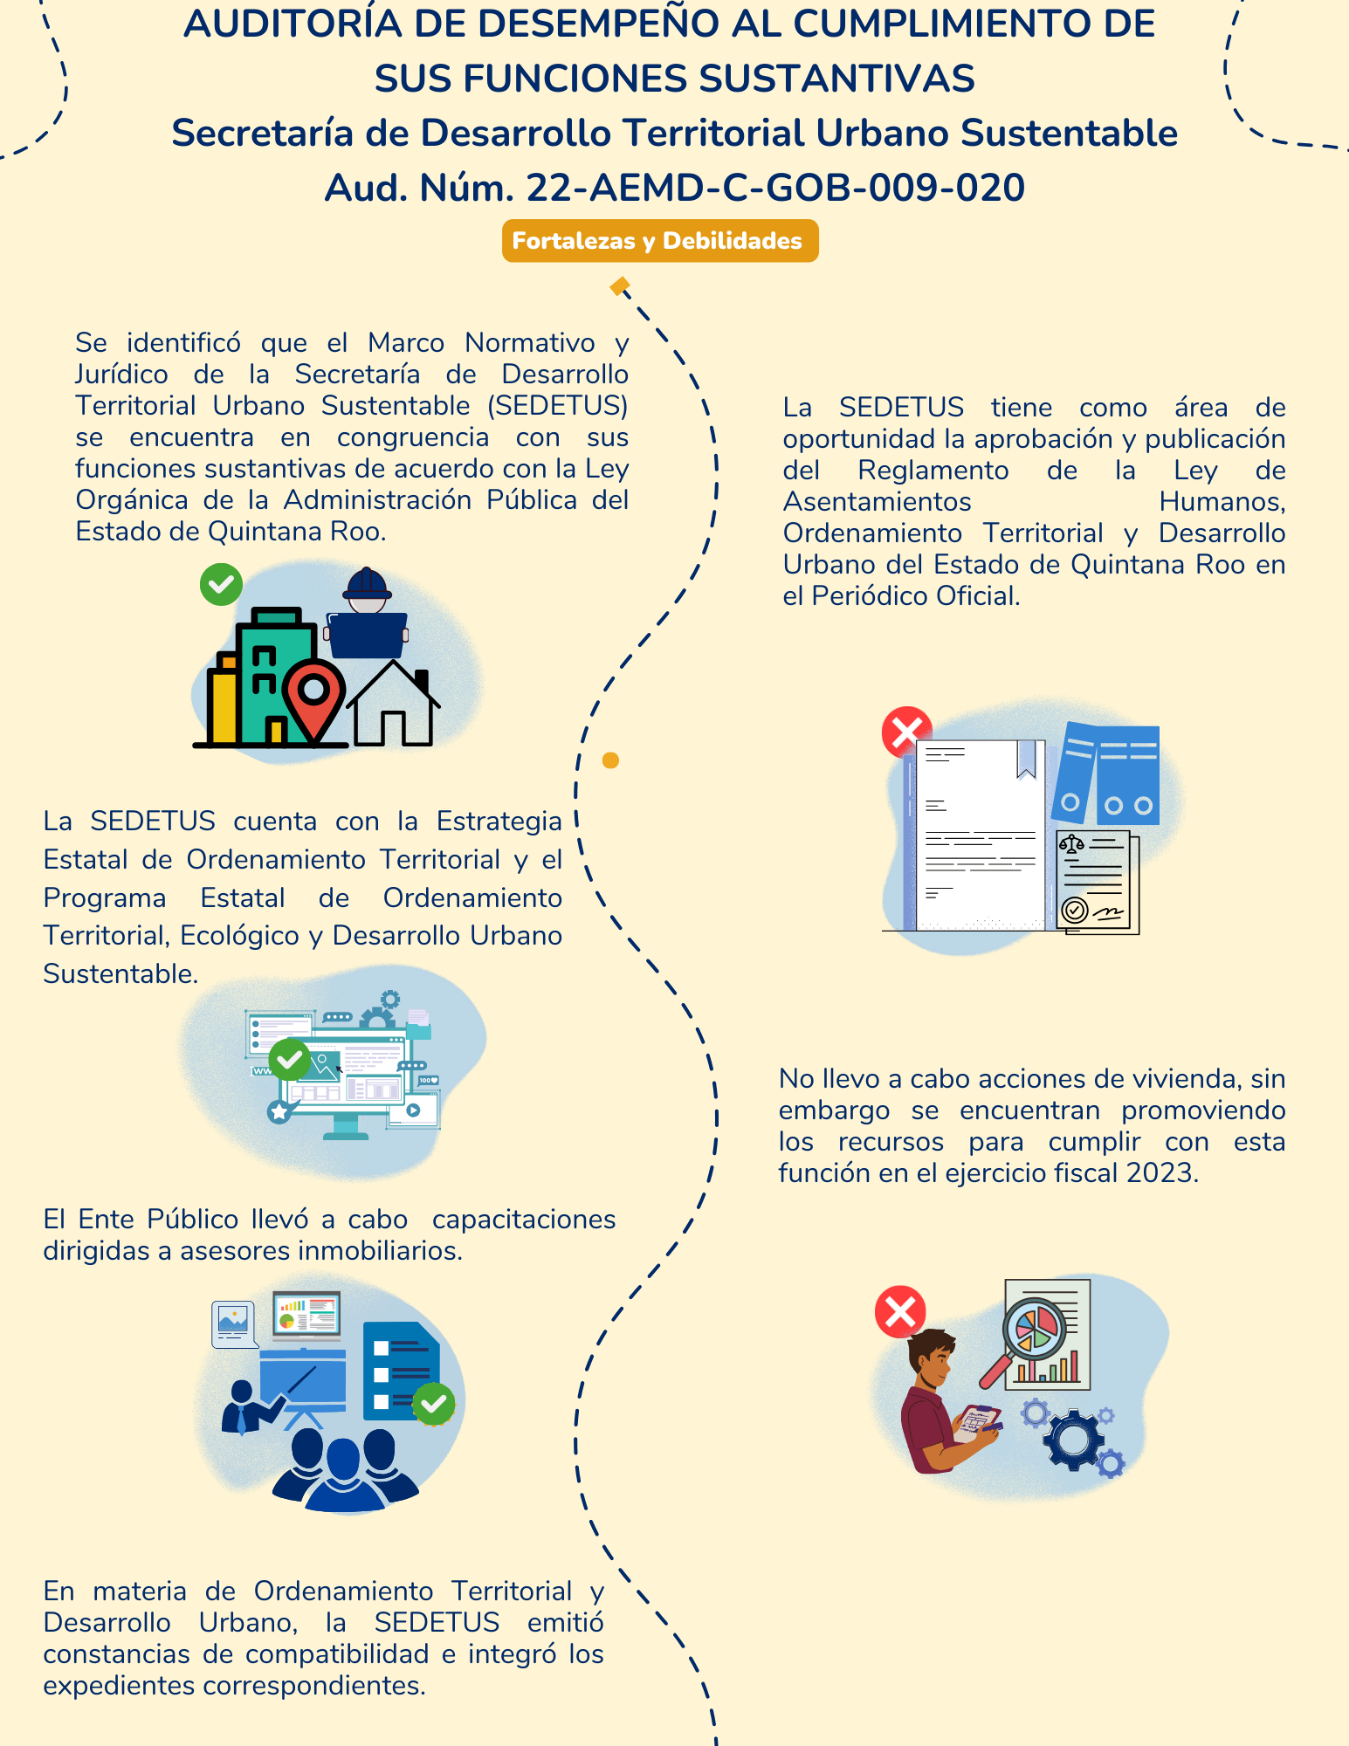 AUDITORÍA DE DESEMPEÑO AL CUMPLIMIENTO DE
SUS FUNCIONES SUSTANTIVAS
Secretaría de Desarrollo Territorial Urbano Sustentable
Aud. Núm. 22-AEMD-C-GOB-009-020
Fortalezas y Debilidades
Se identificó que el Marco Normativo y
Jurídico de la Secretaría de Desarrollo
Territorial Urbano Sustentable (SEDETUS)
se encuentra en congruencia con sus
funciones sustantivas de acuerdo con la Ley
Orgánica de la Administración Pública del
Estado de Quintana Roo.
La SEDETUS tiene como área de
oportunidad la aprobación y publicación
del Reglamento de la Ley de
Asentamientos Humanos,
Ordenamiento Territorial y Desarrollo
Urbano del Estado de Quintana Roo en
el Periódico Oficial.
La SEDETUS cuenta con la Estrategia
Estatal de Ordenamiento Territorial y el
Programa Estatal de Ordenamiento
Territorial, Ecológico y Desarrollo Urbano
Sustentable.
100
No llevo a cabo acciones de vivienda, sin
embargo se encuentran promoviendo
los recursos para cumplir con esta
función en el ejercicio fiscal 2023.
El Ente Público llevó a cabo capacitaciones
dirigidas a asesores inmobiliarios.
En materia de Ordenamiento Territorial y
Desarrollo Urbano, la SEDETUS emitió
constancias de compatibilidad e integró los
expedientes correspondientes.